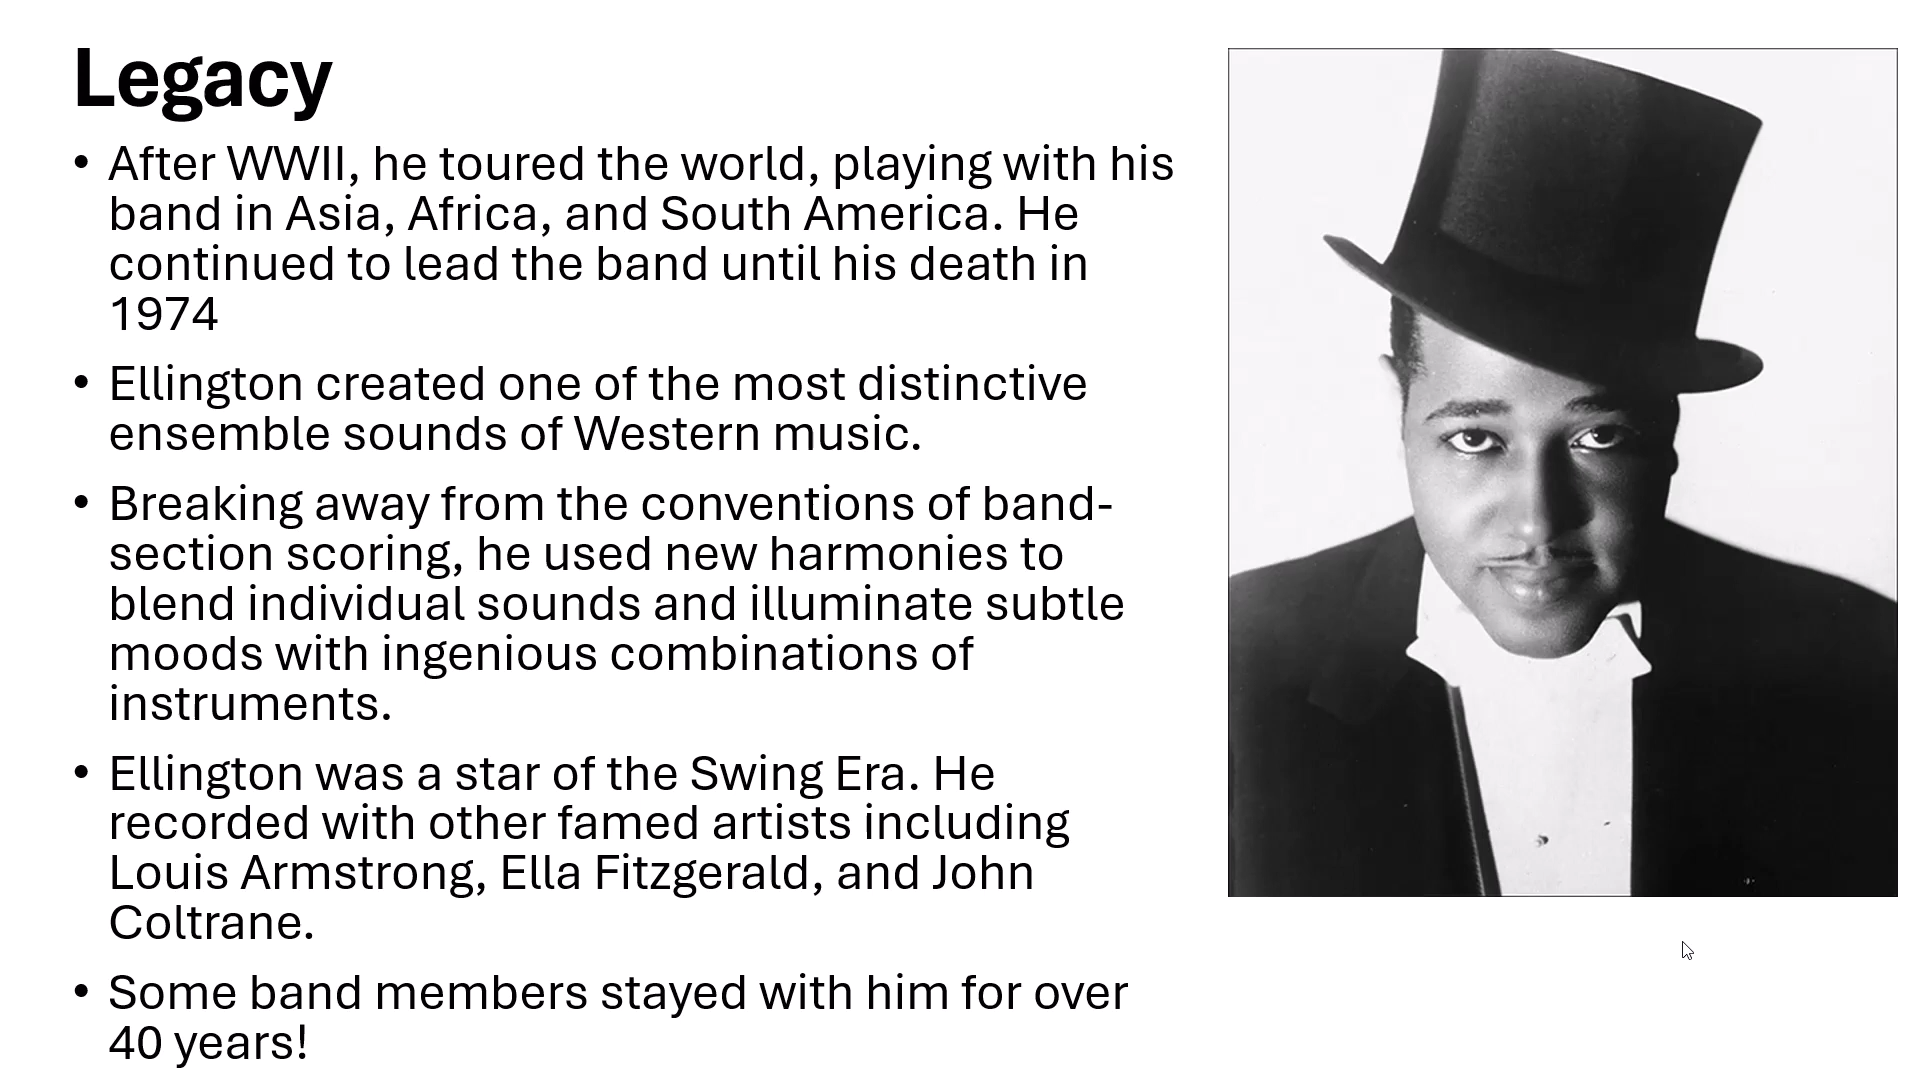 Legacy
• After WWII, he toured the world, playing with his
band in Asia, Africa, and South America. He
continued to lead the band until his death in
1974
• Ellington created one of the most distinctive
ensemble sounds of Western music.
• Breaking away from the conventions of band-
section scoring, he used new harmonies to
blend individual sounds and illuminate subtle
moods with ingenious combinations of
instruments.
• Ellington was a star of the Swing Era. He
recorded with other famed artists including
Louis Armstrong, Ella Fitzgerald, and John
Coltrane.
• Some band members stayed with him for over
40 years!